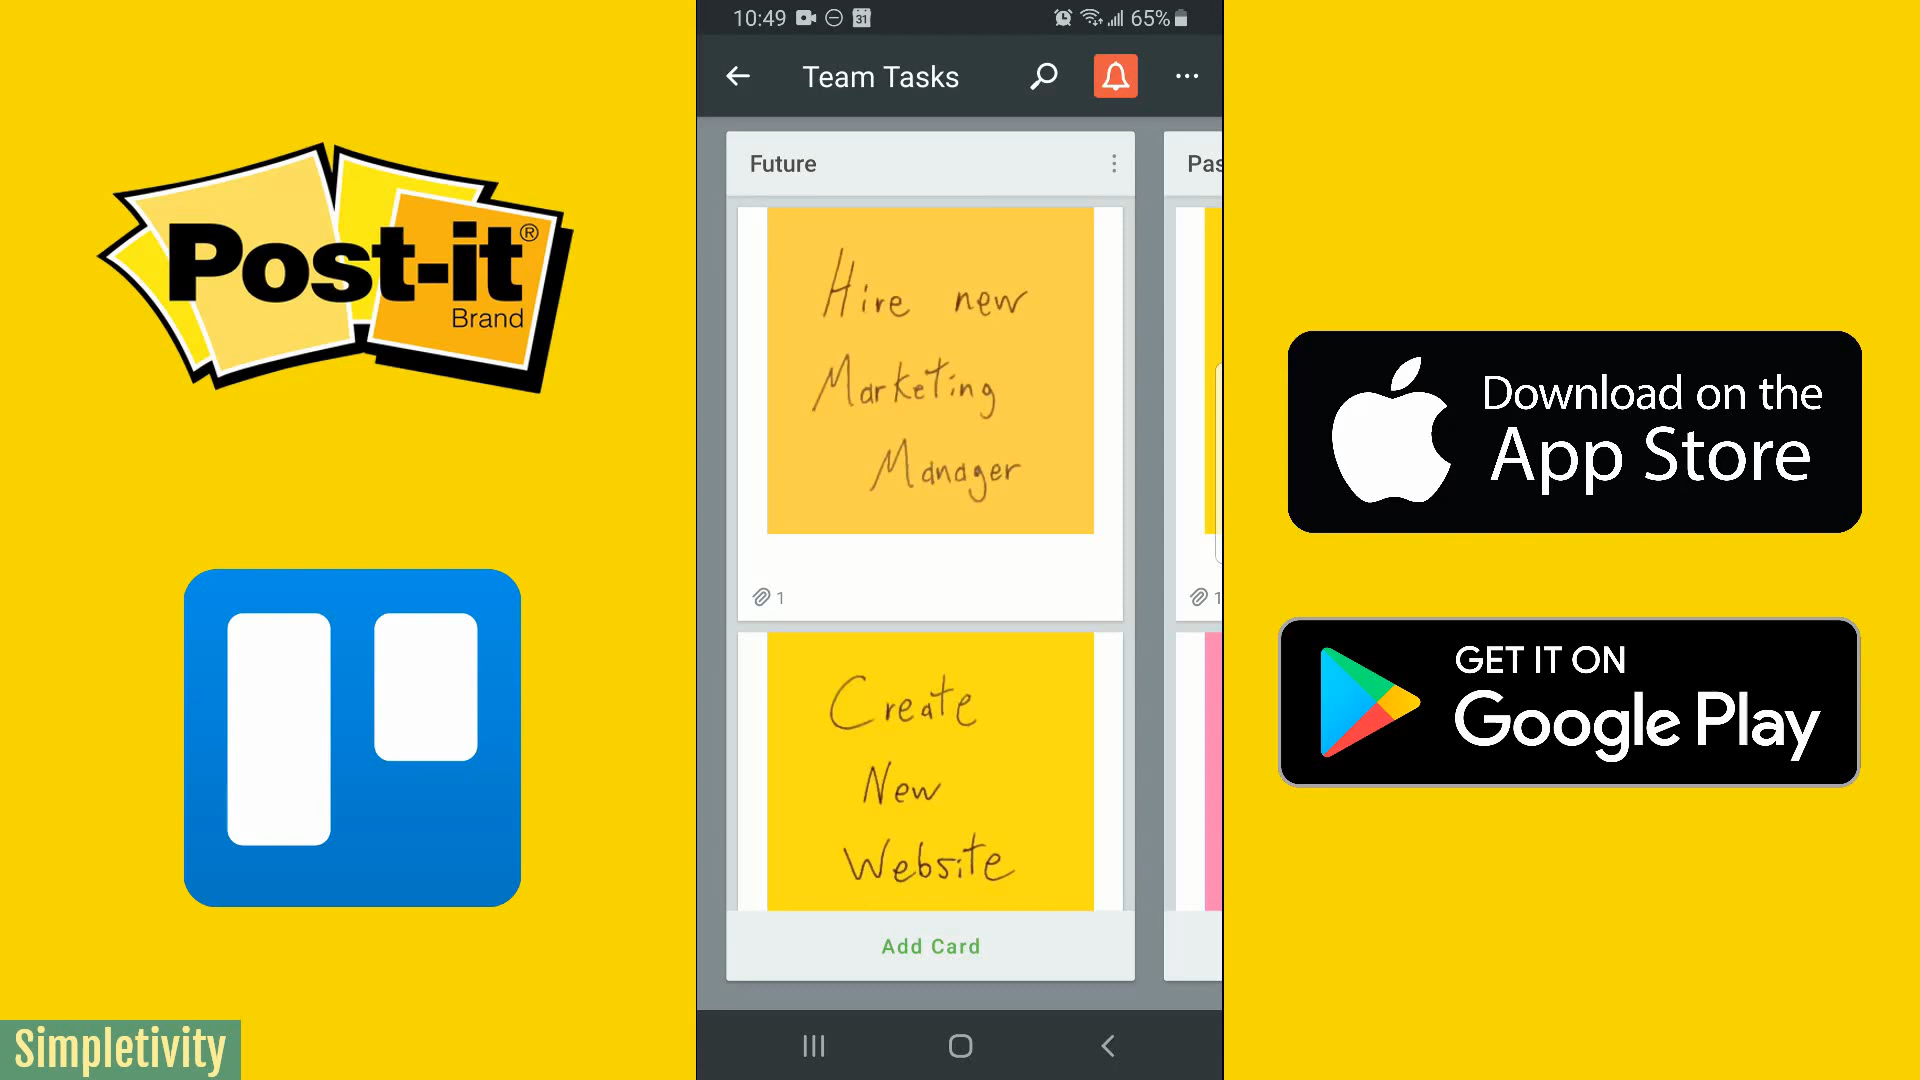 10:49
31
65%
Team Tasks
Future
Pas
Hire new
Marketing
Manager
1
1
Create
New
Website
Add Card
Post-it®
Brand
Download on the
App Store
GET IT ON
Google Play
Simpletivity